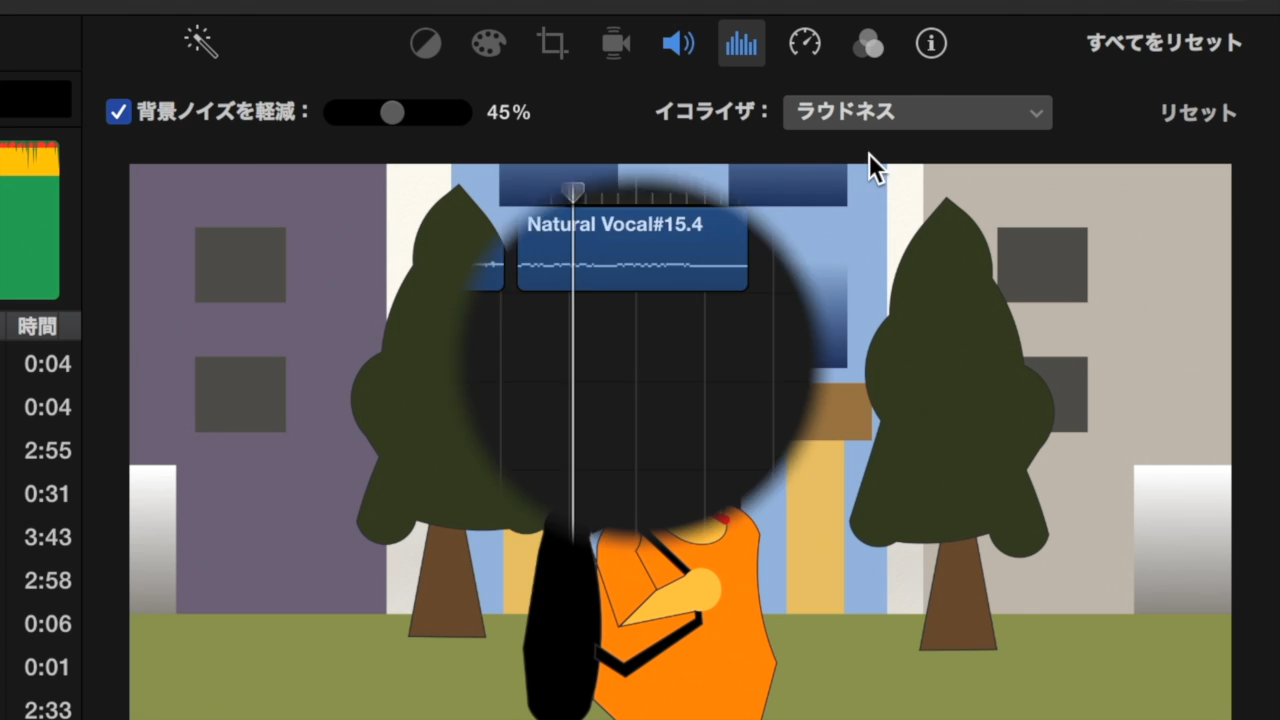 すべてをリセット
背景ノイズを軽減：
45%
イコライザ：
ラウドネス
リセット
Natural Vocal#15.4
時間
0:04
0:04
2:55
0:31
3:43
2:58
0:06
0:01
2:33